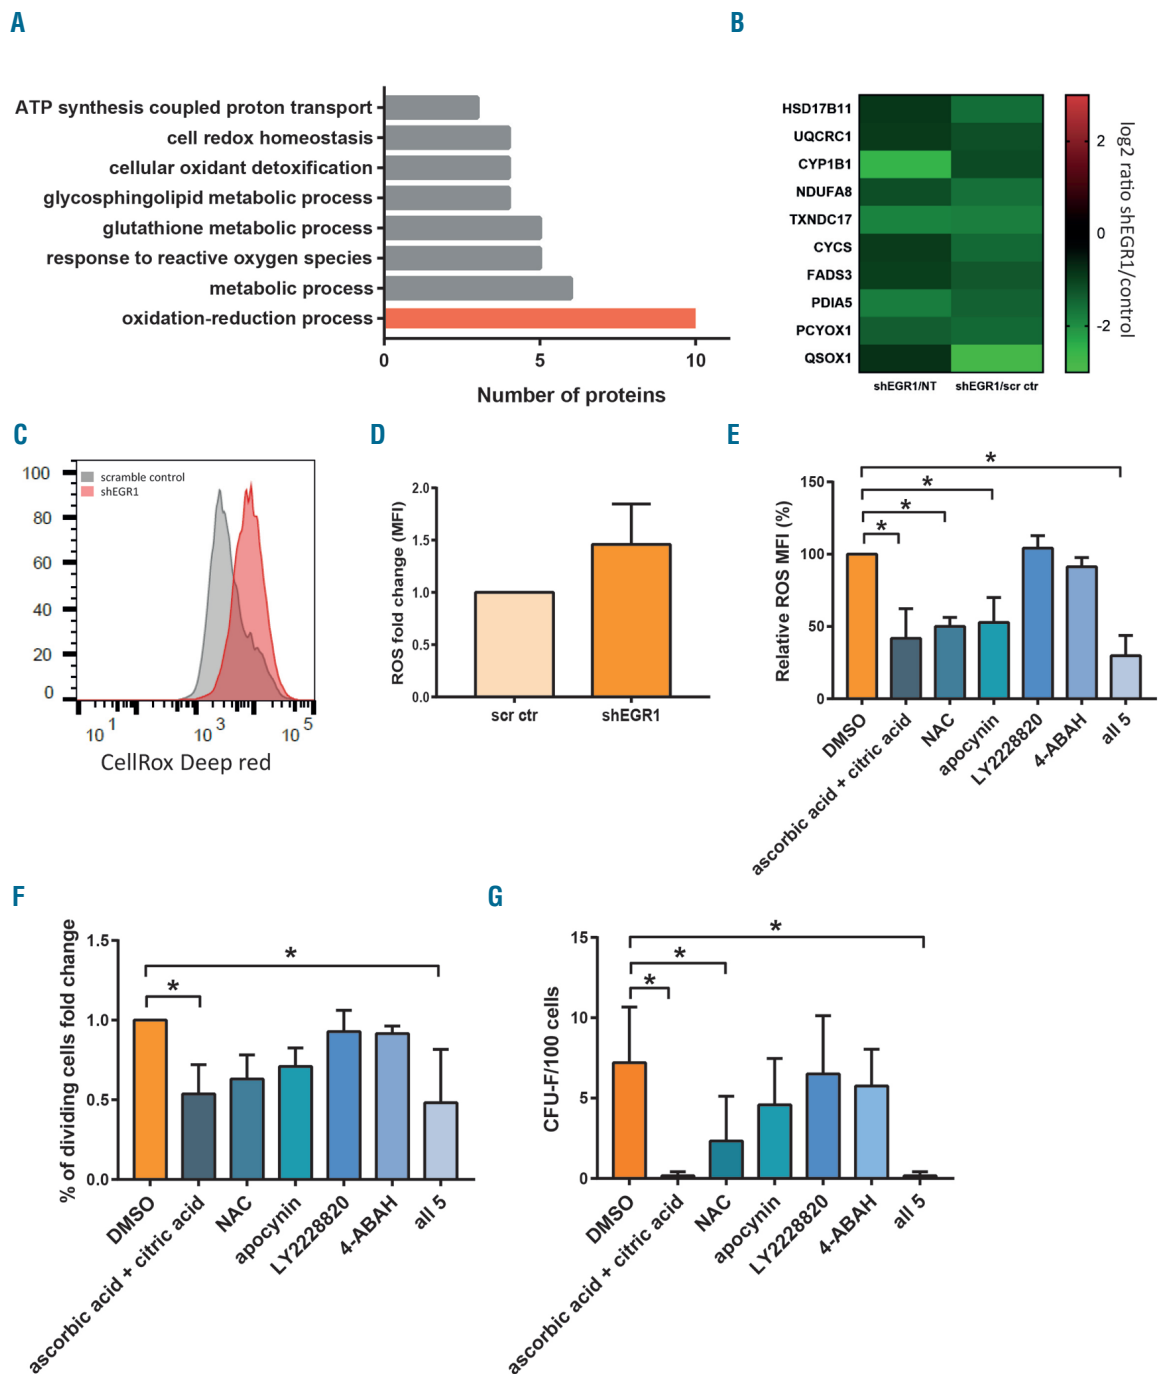 A
ATP synthesis coupled proton transport
cell redox homeostasis
cellular oxidant detoxification
glycosphingolipid metabolic process
glutathione metabolic process
response to reactive oxygen species
metabolic process
oxidation-reduction process
0 5 10
Number of proteins
B
HSD17B11
UQCRC1
CYP1B1
NDUFA8
TXNDC17
CYCS
FADS3
PDIA5
PCYOX1
QSOX1
shEGR1/NT shEGR1/scr ctr
2
0
-2
log2 ratio shEGR1/control
C
100
80
60
40
20
0
scramble control
shEGR1
10 1 10 3 10 5
CellRox Deep red
D
ROS fold change (MFI)
2.0
1.5
1.0
0.5
0.0
scr ctr shEGR1
E
Relative ROS MFI (%)
150
100
50
0
* * * *
DMSO
ascorbic acid + citric acid
NAC
apocynin
LY2228820
4-ABAH
all 5
F
% of dividing cells fold change
1.5
1.0
0.5
0.0
* *
DMSO
ascorbic acid + citric acid
NAC
apocynin
LY2228820
4-ABAH
all 5
G
CFU-F/100 cells
15
10
5
0
* * *
DMSO
ascorbic acid + citric acid
NAC
apocynin
LY2228820
4-ABAH
all 5